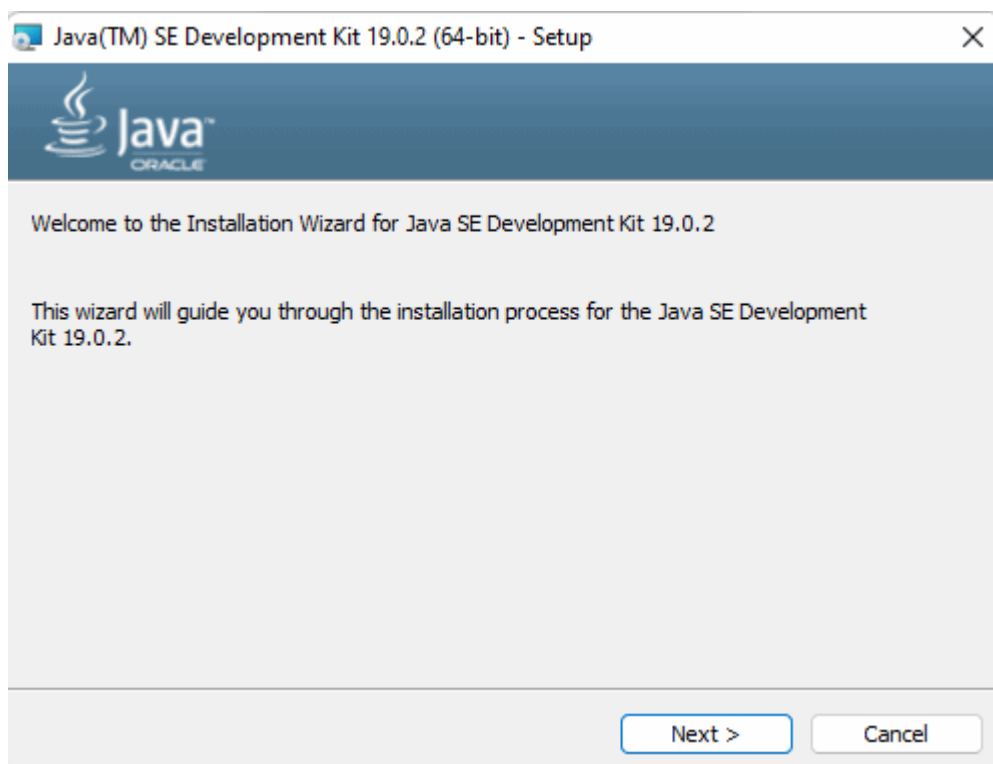 Java(TM) SE Development Kit 19.0.2 (64-bit) - Setup
Java™
ORACLE
Welcome to the Installation Wizard for Java SE Development Kit 19.0.2
This wizard will guide you through the installation process for the Java SE Development
Kit 19.0.2.
Next >
Cancel